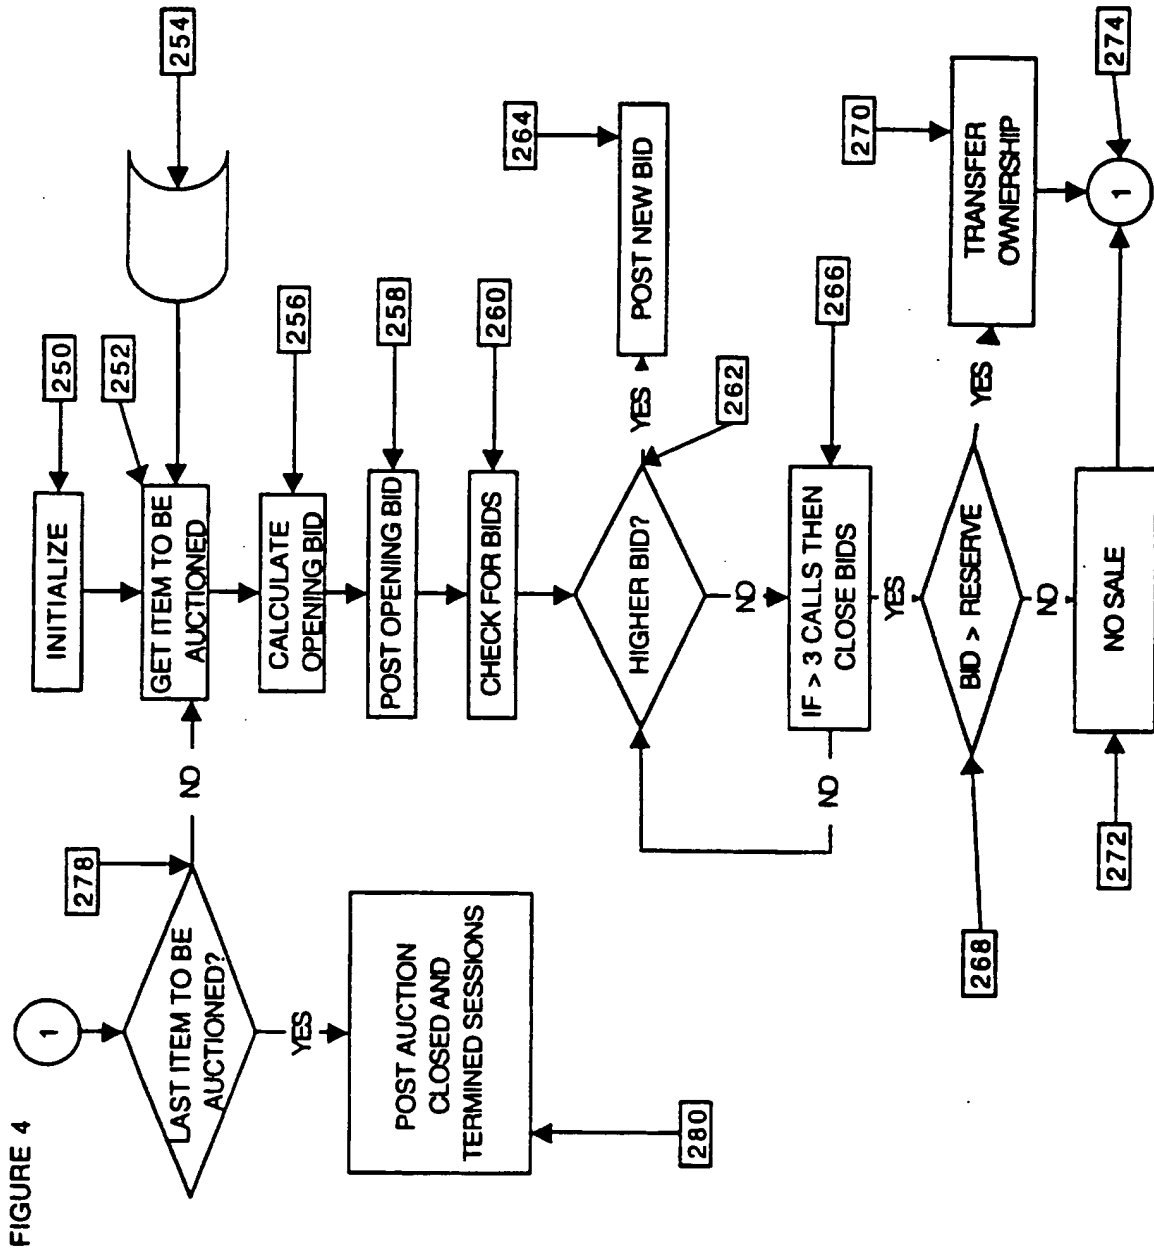 FIGURE 4
1
278
LAST ITEM TO BE
AUCTIONED?
NO
YES
POST AUCTION
CLOSED AND
TERMINED SESSIONS
280
INITIALIZE
250
252
254
GET ITEM TO BE
AUCTIONED
CALCULATE
OPENING BID
256
POST OPENING BID
258
CHECK FOR BIDS
260
HIGHER BID?
262
YES
POST NEW BID
264
NO
IF > 3 CALLS THEN
CLOSE BIDS
266
NO
YES
BID > RESERVE
268
YES
TRANSFER
OWNERSHIP
270
NO
NO SALE
272
1
274